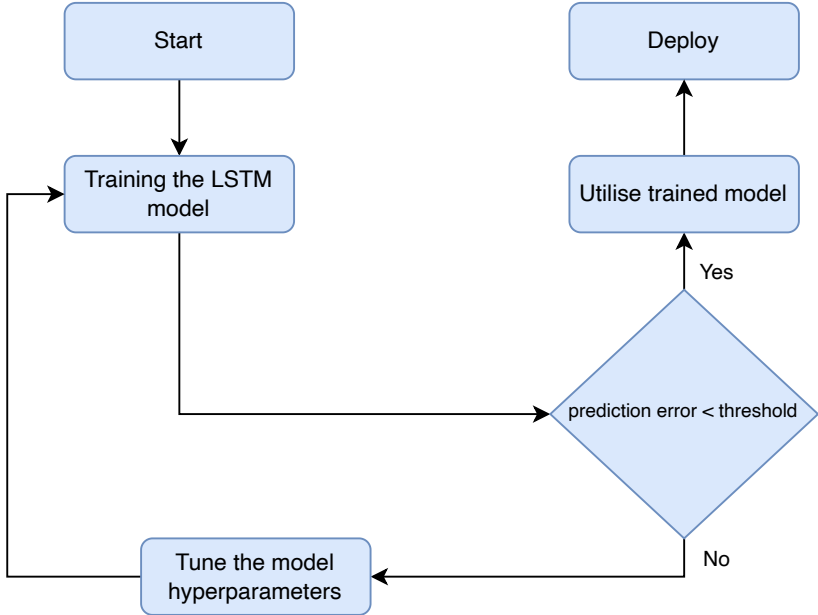 Start
Deploy
Training the LSTM
model
Utilise trained model
Yes
prediction error < threshold
No
Tune the model
hyperparameters